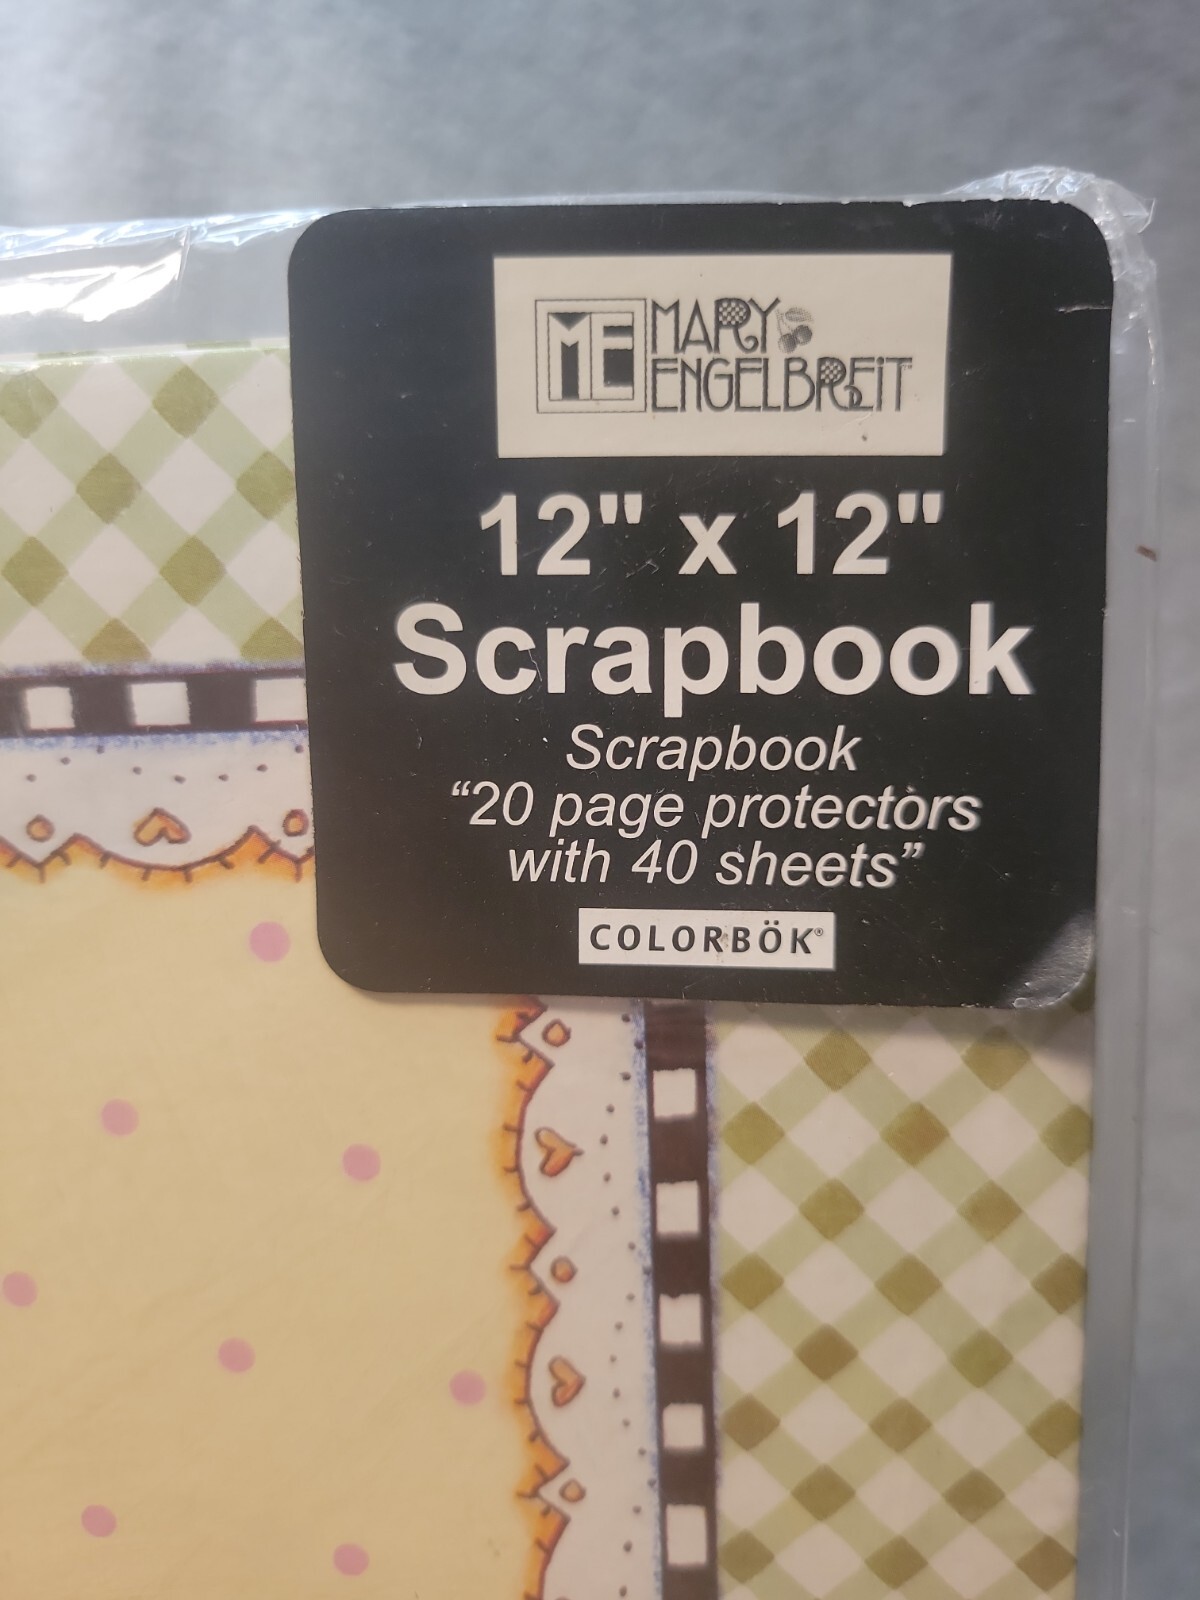 ME MARY
ENGELBREIT
12" x 12"
Scrapbook
Scrapbook
“20 page protectors
with 40 sheets”
COLORBÖK®